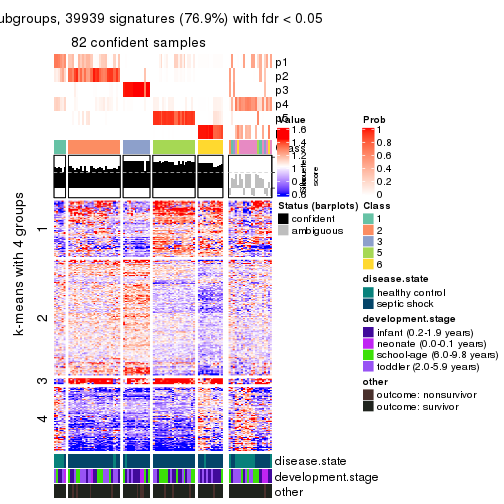 ubgroups, 39939 signatures (76.9%) with fdr < 0.05
82 confident samples
p1
p2
p3
p4
Value
1.6
1.4
1.2
1
0.8
0.6
Silhouette
score
Prob
1
0.8
0.6
0.4
0.2
0
Status (barplots)
confident
ambiguous
Class
1
2
3
5
6
disease.state
healthy control
septic shock
development.stage
infant (0.2-1.9 years)
neonate (0.0-0.1 years)
school-age (6.0-9.8 years)
toddler (2.0-5.9 years)
other
outcome: nonsurvivor
outcome: survivor
k-means with 4 groups
1
2
3
4
disease.state
development.stage
other